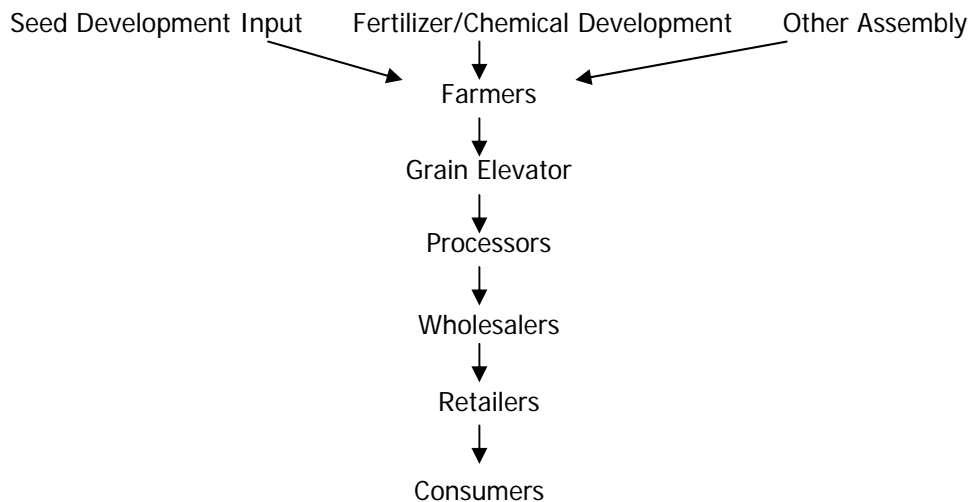 Seed Development Input Fertilizer/Chemical Development Other Assembly
Farmers
Grain Elevator
Processors
Wholesalers
Retailers
Consumers